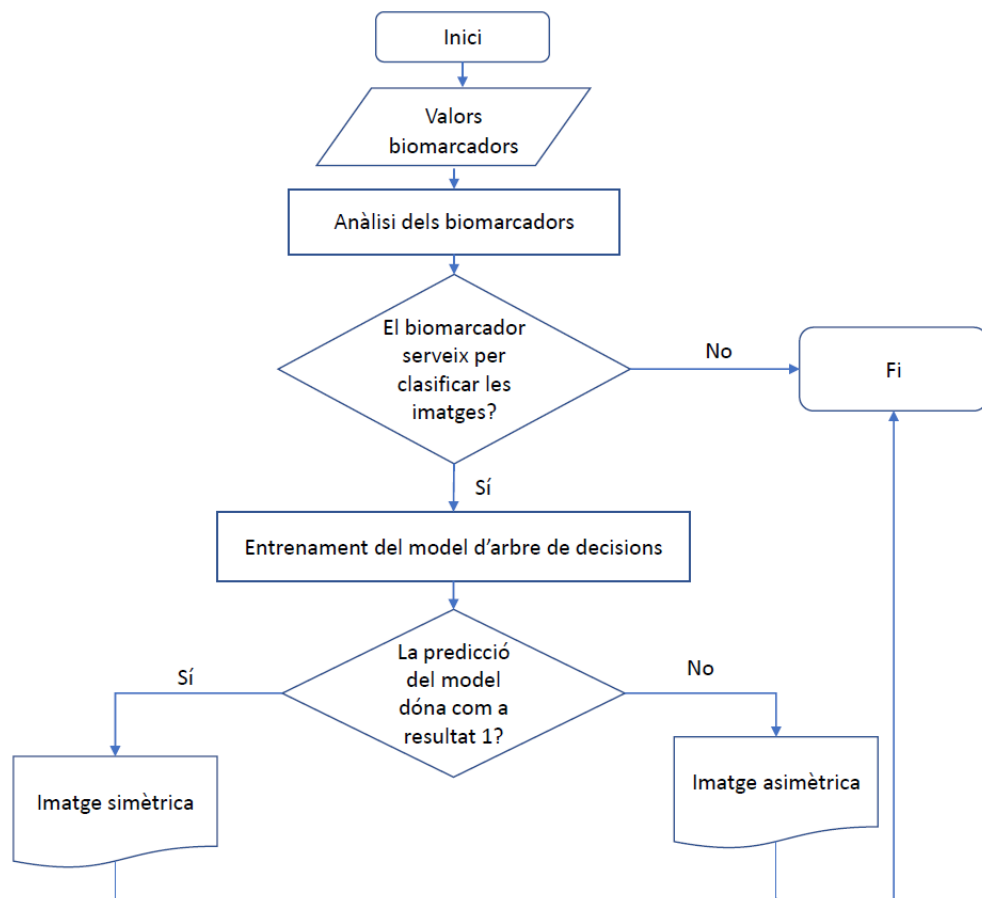 Inici
Valors
biomarcadors
Anàlisi dels biomarcadors
El biomarcador
serveix per
clasificar les
imatges?
No
Fi
Sí
Entrenament del model d'arbre de decisions
La predicció
del model
dóna com a
resultat 1?
Sí
No
Imatge simètrica
Imatge asimètrica